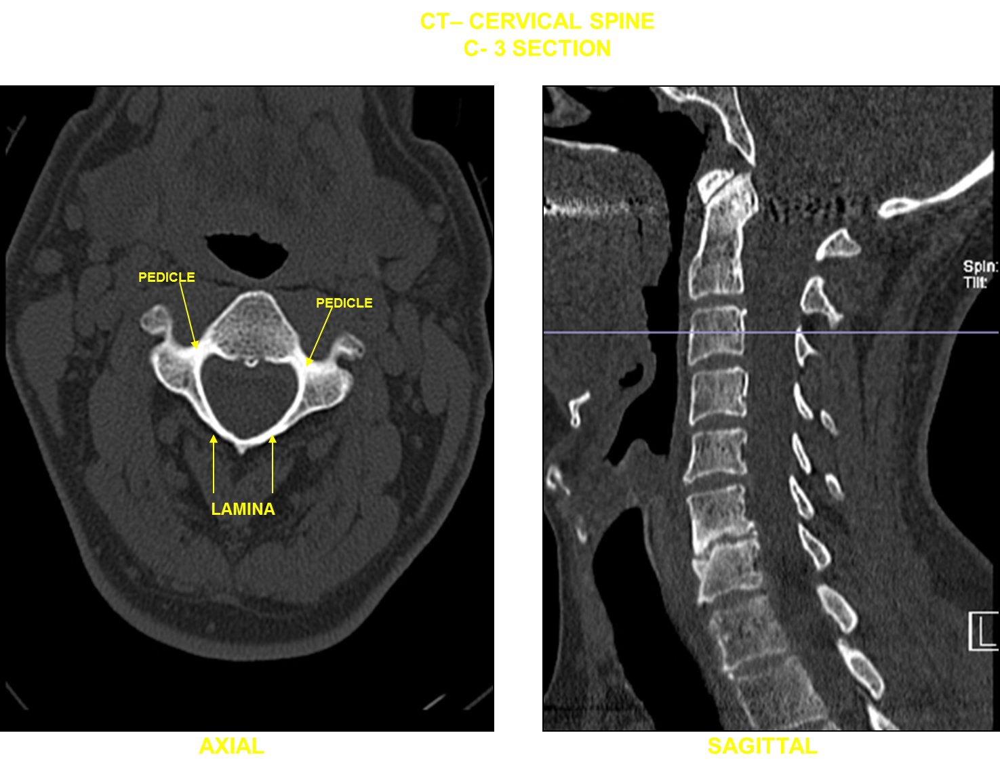 CT– CERVICAL SPINE
C- 3 SECTION
PEDICLE
PEDICLE
LAMINA
Spin:
Tilt:
L
AXIAL
SAGITTAL